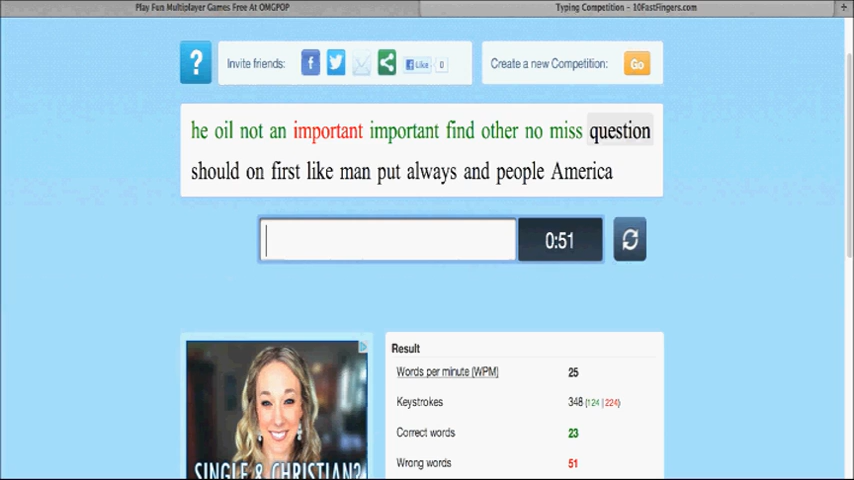 Play Fun Multiplayer Games Free At OMGPOP
Typing Competition - 10FastFingers.com
+
?
Invite friends:
f
Like
0
Create a new Competition:
Go
he oil not an important important find other no miss question
should on first like man put always and people America
0:51
Result
Words per minute (WPM) 25
Keystrokes 348 (124 | 224)
Correct words 23
Wrong words 51
SINGLE & CHRISTIAN?